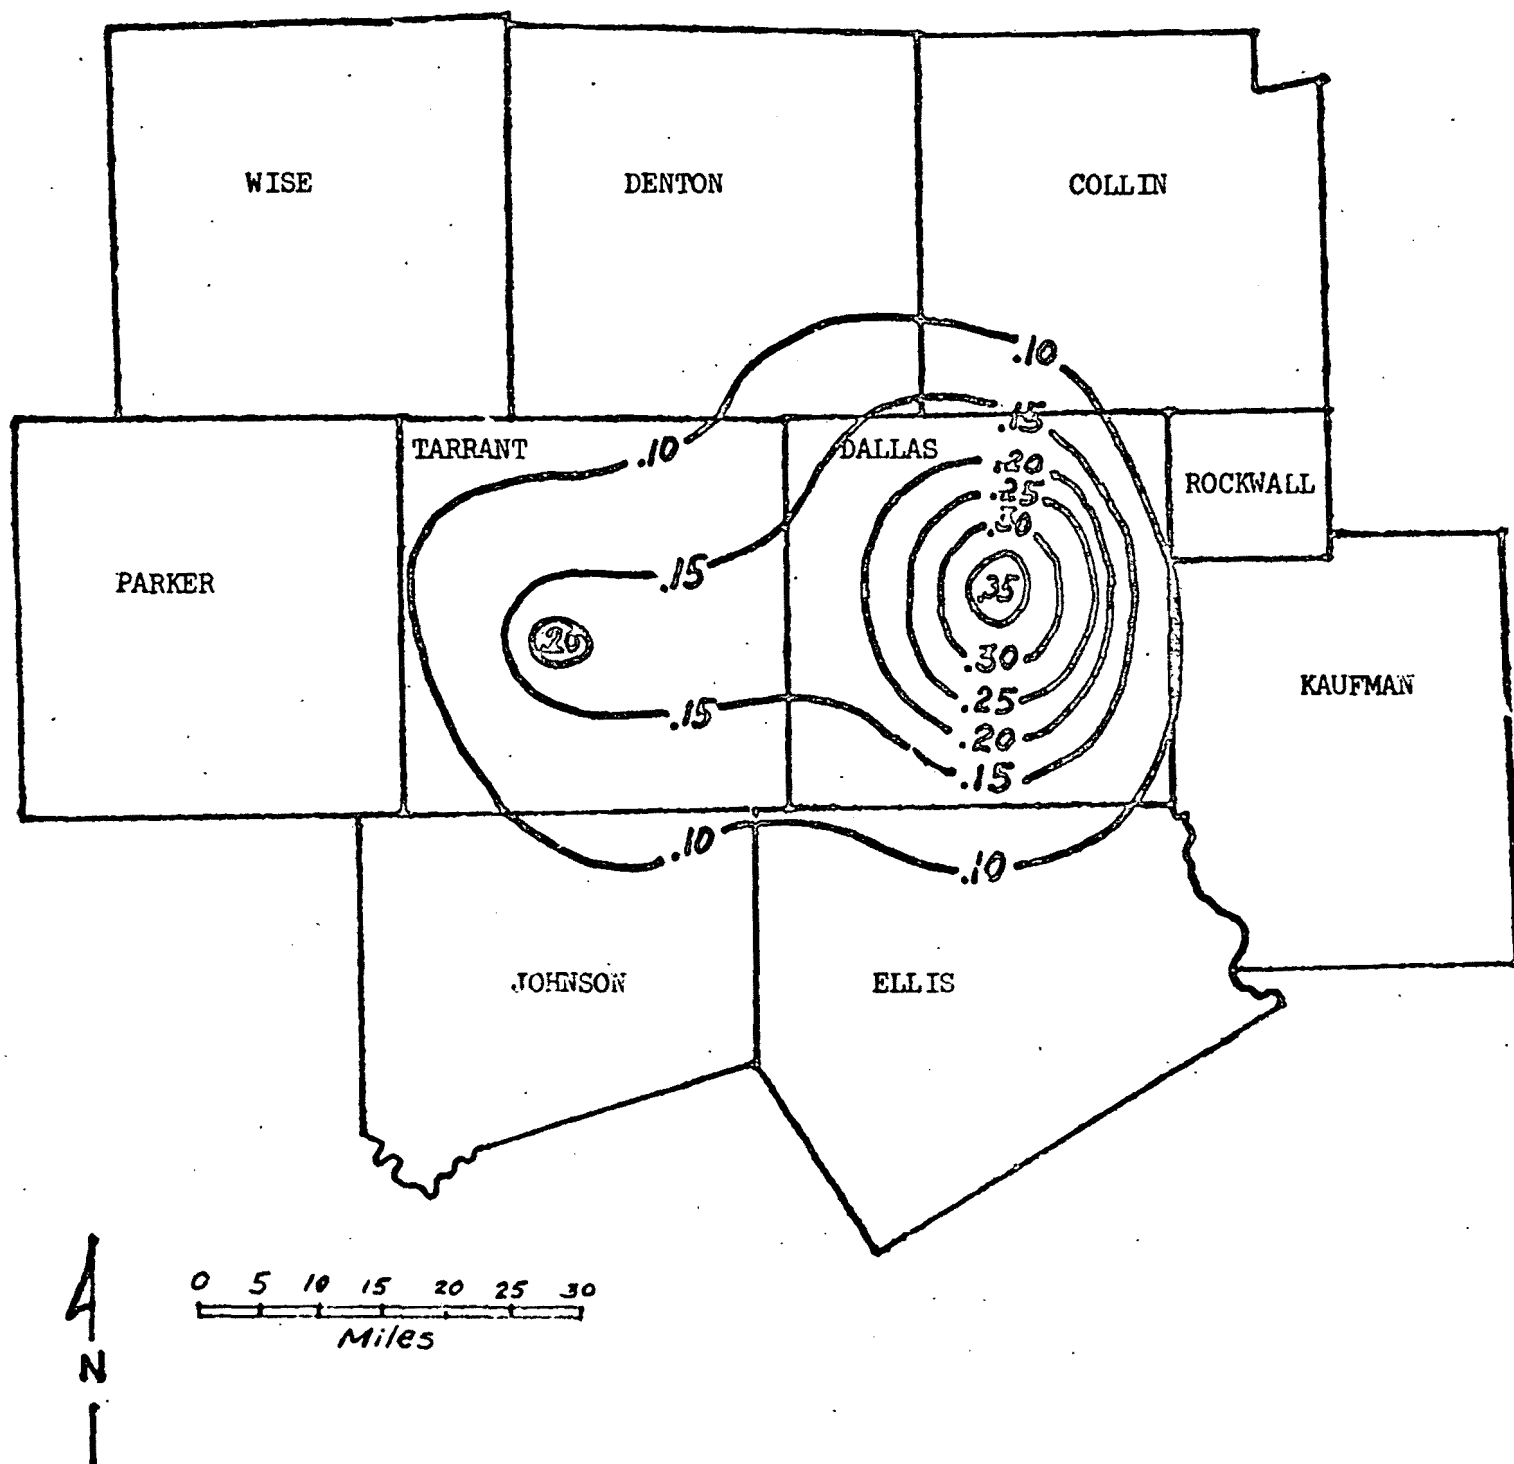 WISE DENTON COLLIN
.10
.15
TARRANT DALLAS
.10 .20
ROCKWALL
.25
.30
.15
PARKER
.35
.20
.30
KAUFMAN
.25
.15
.20
.15
.10
.10
JOHNSON ELLIS
0 5 10 15 20 25 30
Miles
N